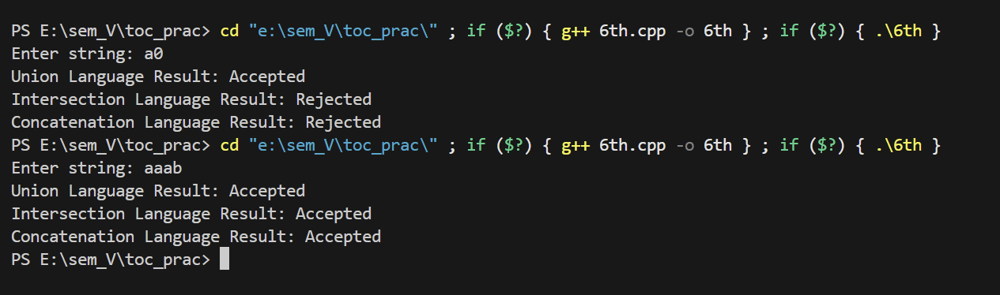 PS E:\sem_V\toc_prac> cd "e:\sem_V\toc_prac\" ; if ($?) { g++ 6th.cpp -o 6th } ; if ($?) { .\6th }
Enter string: a0
Union Language Result: Accepted
Intersection Language Result: Rejected
Concatenation Language Result: Rejected
PS E:\sem_V\toc_prac> cd "e:\sem_V\toc_prac\" ; if ($?) { g++ 6th.cpp -o 6th } ; if ($?) { .\6th }
Enter string: aaab
Union Language Result: Accepted
Intersection Language Result: Accepted
Concatenation Language Result: Accepted
PS E:\sem_V\toc_prac>